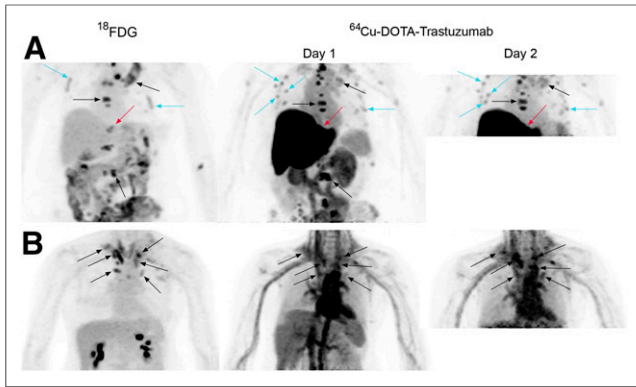 ¹⁸FDG
⁶⁴Cu-DOTA-Trastuzumab
Day 1
Day 2
A
B